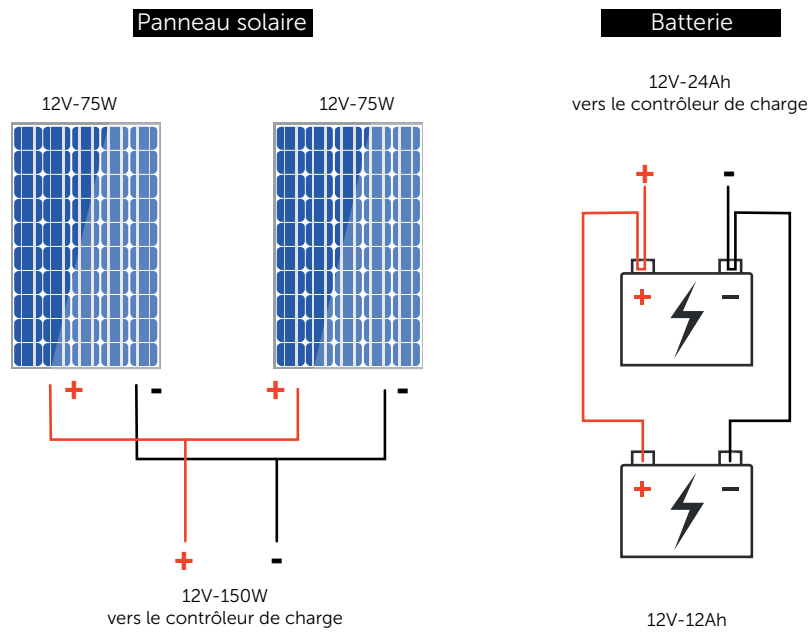 Panneau solaire
12V-75W
12V-75W
+
-
+
-
+
-
12V-150W
vers le contrôleur de charge
Batterie
12V-24Ah
vers le contrôleur de charge
+
-
+
-
+
-
12V-12Ah